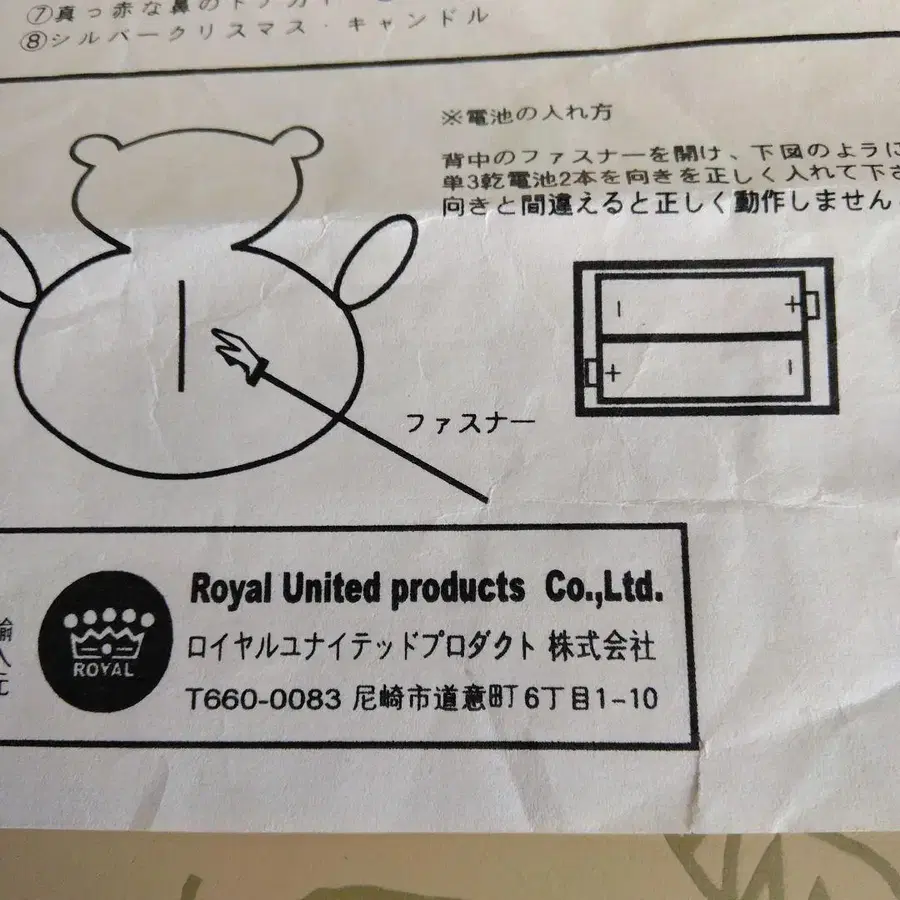 ⑦真っ赤な鼻のトナカイ
⑧シルバークリスマス・キャンドル
※電池の入れ方
背中のファスナーを開け、下図のように
単3乾電池2本を向きを正しく入れて下さ
向きと間違えると正しく動作しません
- +
+ -
ファスナー
輸入元
ROYAL
Royal United products Co.,Ltd.
ロイヤルユナイテッドプロダクト 株式会社
T660-0083 尼崎市道意町6丁目1-10